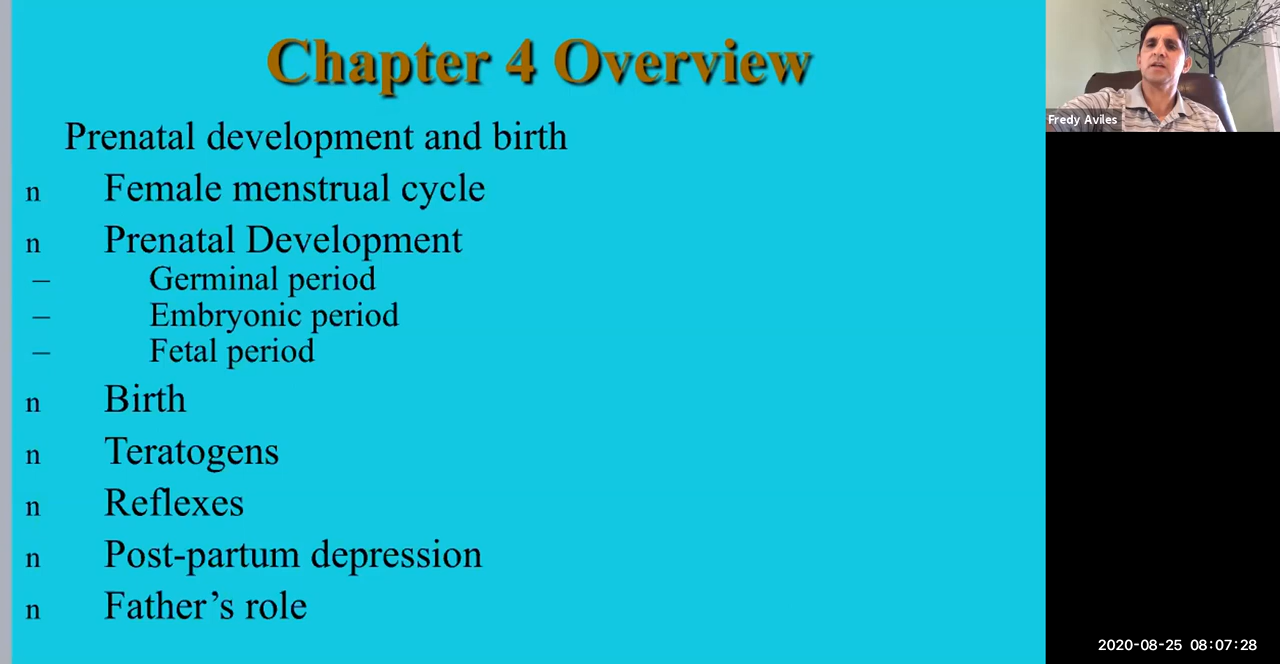 Chapter 4 Overview
Prenatal development and birth
n Female menstrual cycle
n Prenatal Development
– Germinal period
– Embryonic period
– Fetal period
n Birth
n Teratogens
n Reflexes
n Post-partum depression
n Father’s role
Fredy Aviles
2020-08-25 08:07:28